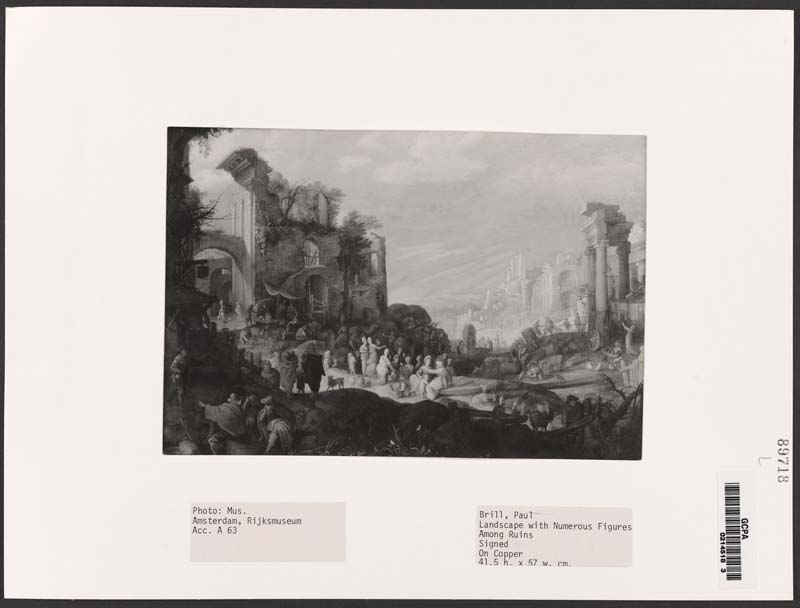 Photo: Mus.
Amsterdam, Rijksmuseum
Acc. A 63
Brill, Paul
Landscape with Numerous Figures
Among Ruins
Signed
On Copper
41.5 h. x 57 w. cm.
89718
L
GCPA
0214518 3